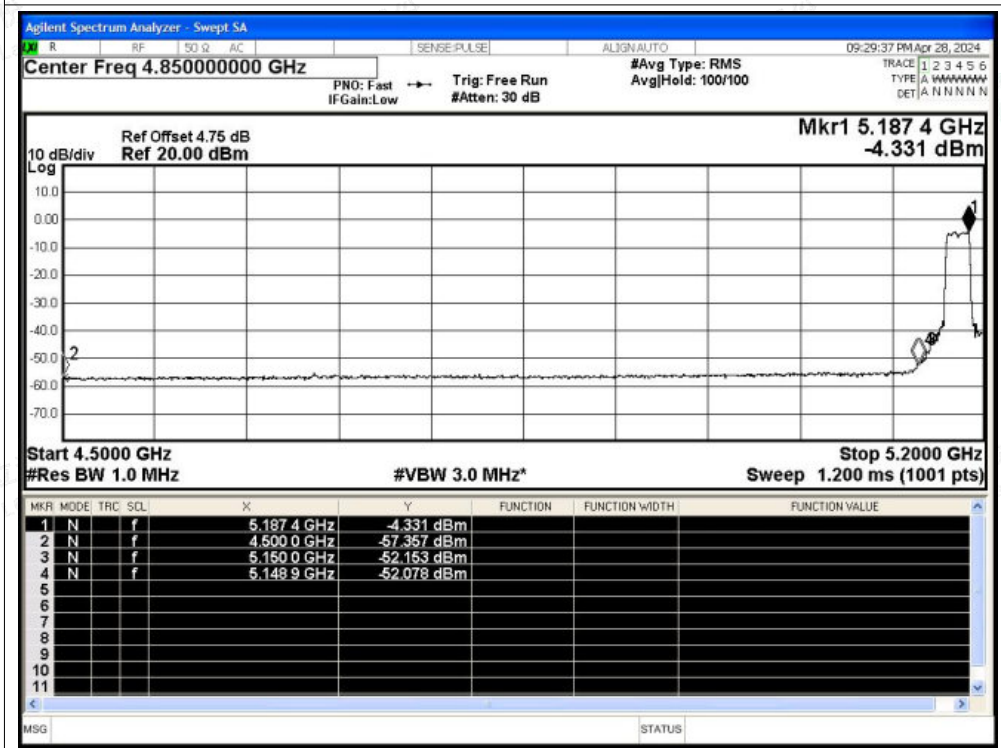 Agilent Spectrum Analyzer - Swept SA
LXI R RF 50 Ω AC SENSE:PULSE ALIGNAUTO 09:29:37 PM Apr 28, 2024
Center Freq 4.850000000 GHz #Avg Type: RMS TRACE 1 2 3 4 5 6
PNO: Fast Trig: Free Run Avg|Hold: 100/100 TYPE A WWWWW
IFGain:Low #Atten: 30 dB DET A N N N N N
Mkr1 5.187 4 GHz
Ref Offset 4.75 dB
10 dB/div Ref 20.00 dBm -4.331 dBm
Log
10.0
1
0.00
-10.0
-20.0
-30.0
-40.0
-50.0 2
-60.0
-70.0
Start 4.5000 GHz Stop 5.2000 GHz
#Res BW 1.0 MHz #VBW 3.0 MHz* Sweep 1.200 ms (1001 pts)
MKR MODE TRC SCL X Y FUNCTION FUNCTION WIDTH FUNCTION VALUE
1 N f 5.187 4 GHz -4.331 dBm
2 N f 4.500 0 GHz -57.357 dBm
3 N f 5.150 0 GHz -52.153 dBm
4 N f 5.148 9 GHz -52.078 dBm
5
6
7
8
9
10
11
MSG STATUS